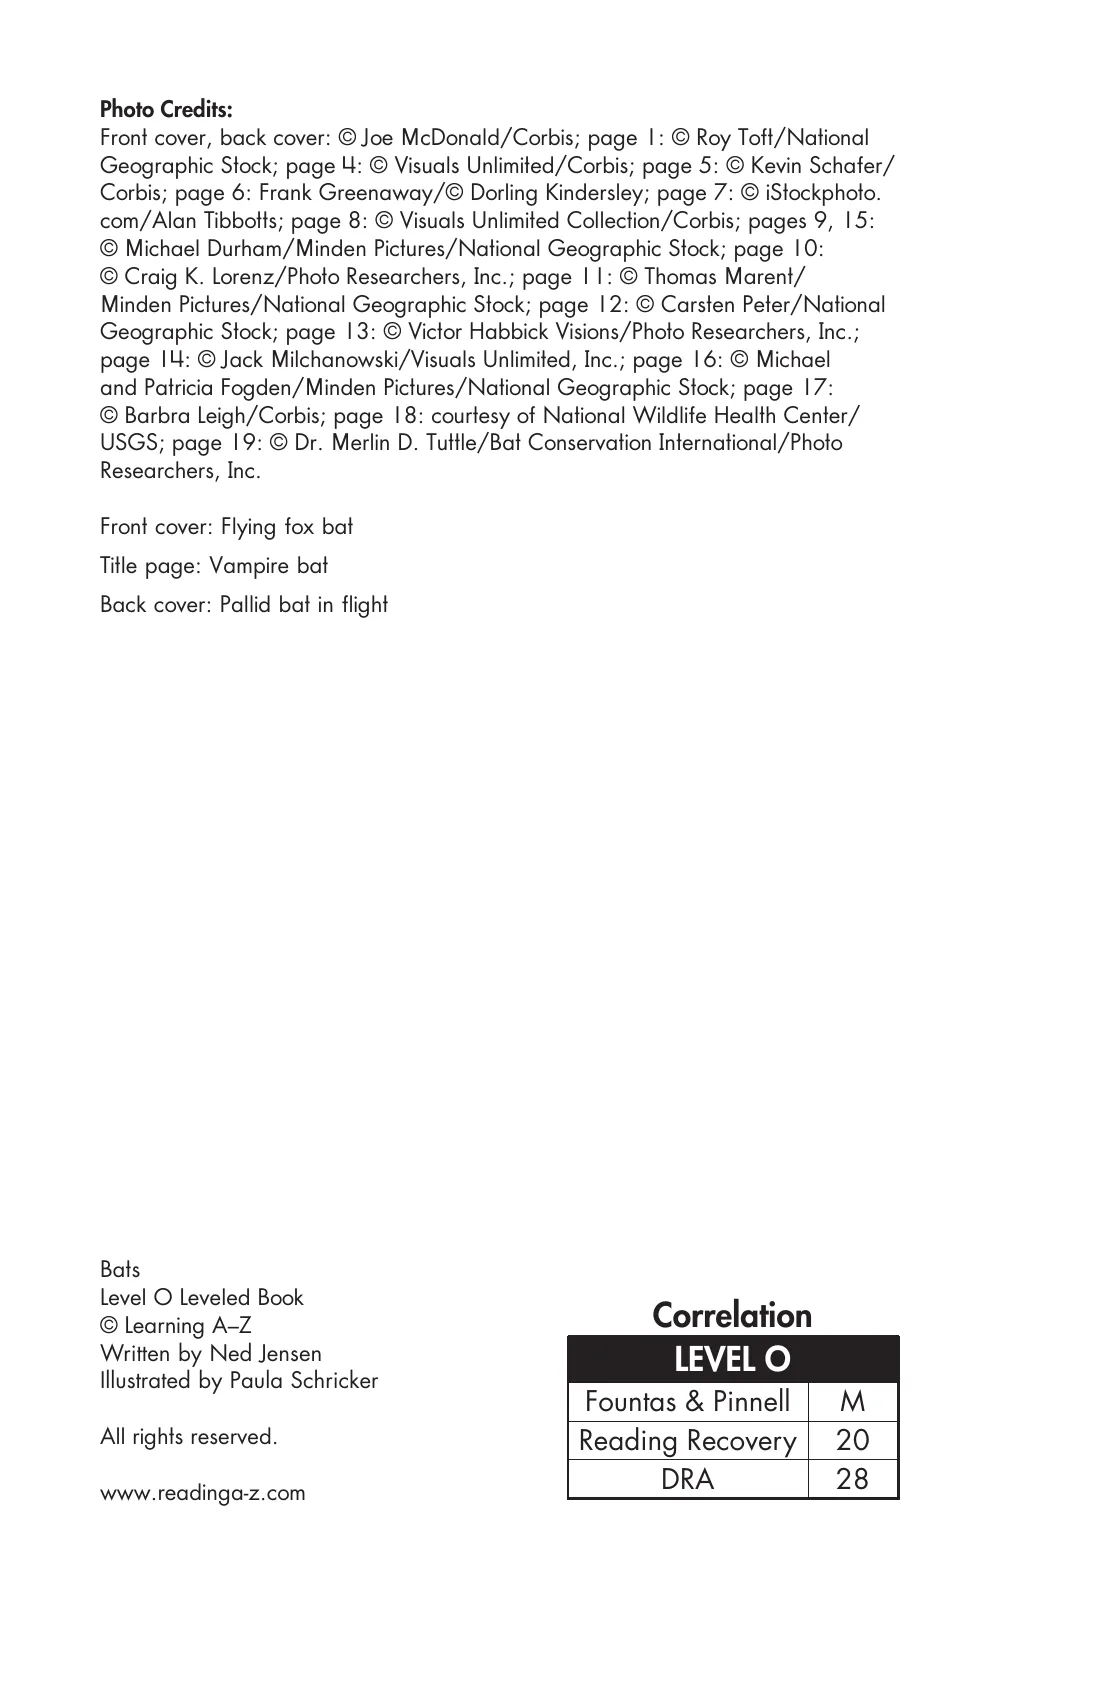 Photo Credits:
Front cover, back cover: © Joe McDonald/Corbis; page 1: © Roy Toft/National
Geographic Stock; page 4: © Visuals Unlimited/Corbis; page 5: © Kevin Schafer/
Corbis; page 6: Frank Greenaway/© Dorling Kindersley; page 7: © iStockphoto.
com/Alan Tibbotts; page 8: © Visuals Unlimited Collection/Corbis; pages 9, 15:
© Michael Durham/Minden Pictures/National Geographic Stock; page 10:
© Craig K. Lorenz/Photo Researchers, Inc.; page 11: © Thomas Marent/
Minden Pictures/National Geographic Stock; page 12: © Carsten Peter/National
Geographic Stock; page 13: © Victor Habbick Visions/Photo Researchers, Inc.;
page 14: © Jack Milchanowski/Visuals Unlimited, Inc.; page 16: © Michael
and Patricia Fogden/Minden Pictures/National Geographic Stock; page 17:
© Barbra Leigh/Corbis; page 18: courtesy of National Wildlife Health Center/
USGS; page 19: © Dr. Merlin D. Tuttle/Bat Conservation International/Photo
Researchers, Inc.
Front cover: Flying fox bat
Title page: Vampire bat
Back cover: Pallid bat in flight
Bats
Level O Leveled Book
© Learning A–Z
Written by Ned Jensen
Illustrated by Paula Schricker
All rights reserved.
www.readinga-z.com
Correlation
LEVEL O
Fountas & Pinnell M
Reading Recovery 20
DRA 28